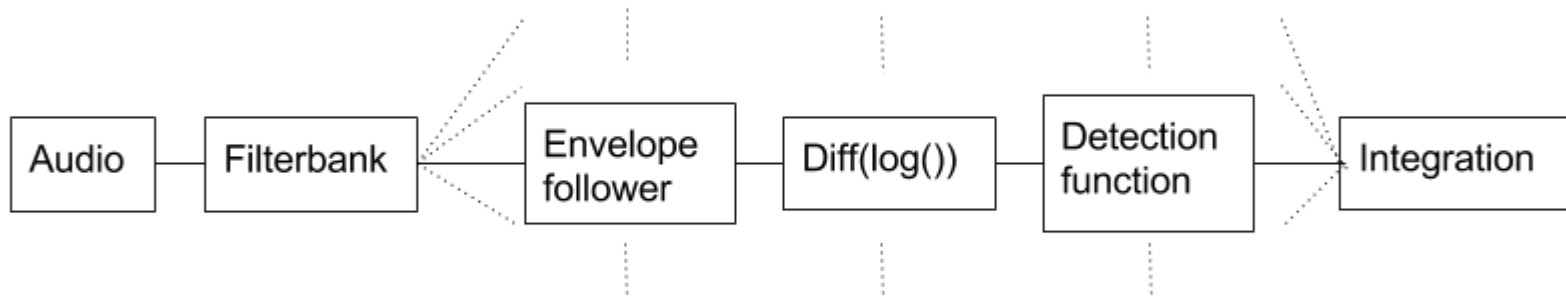 Audio
Filterbank
Envelope
follower
Diff(log())
Detection
function
Integration